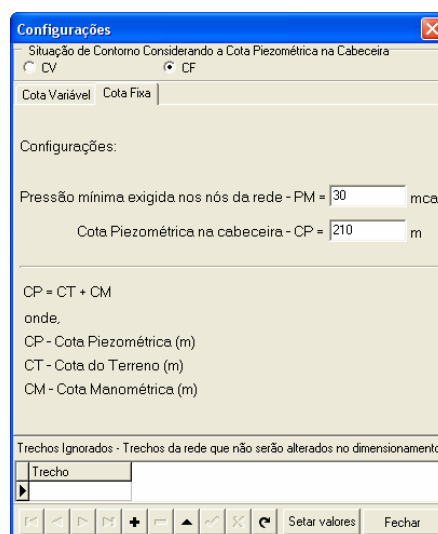 Configurações
Situação de Contorno Considerando a Cota Piezométrica na Cabeceira
CV CF
Cota Variável Cota Fixa
Configurações:
Pressão mínima exigida nos nós da rede - PM = 30 mca
Cota Piezométrica na cabeceira - CP = 210 m
CP = CT + CM
onde,
CP - Cota Piezométrica (m)
CT - Cota do Terreno (m)
CM - Cota Manométrica (m)
Trechos Ignorados - Trechos da rede que não serão alterados no dimensionamento
Trecho
Setar valores Fechar